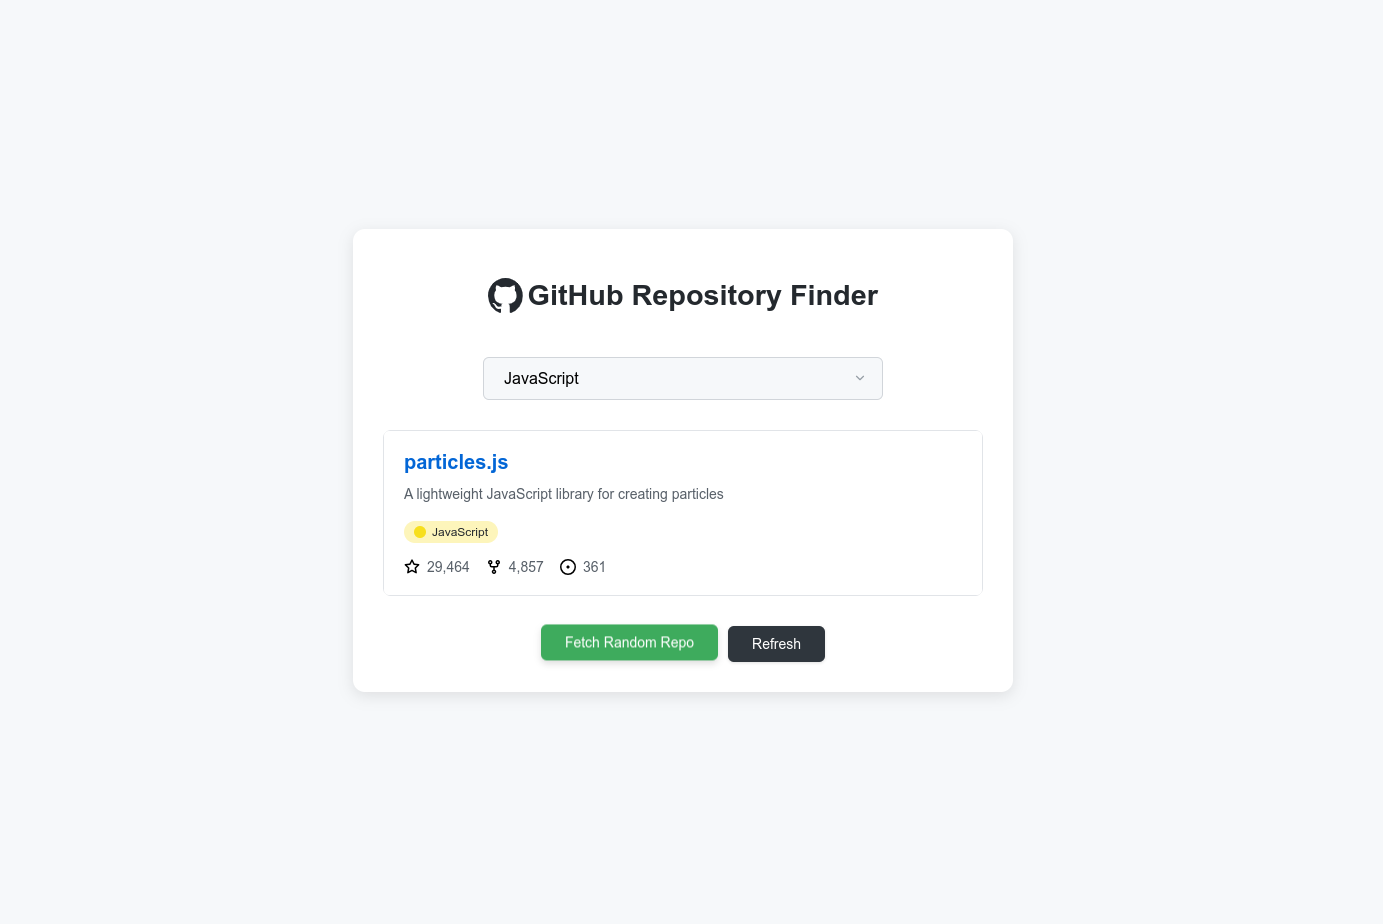 GitHub Repository Finder
JavaScript
particles.js
A lightweight JavaScript library for creating particles
JavaScript
29,464 4,857 361
Fetch Random Repo Refresh